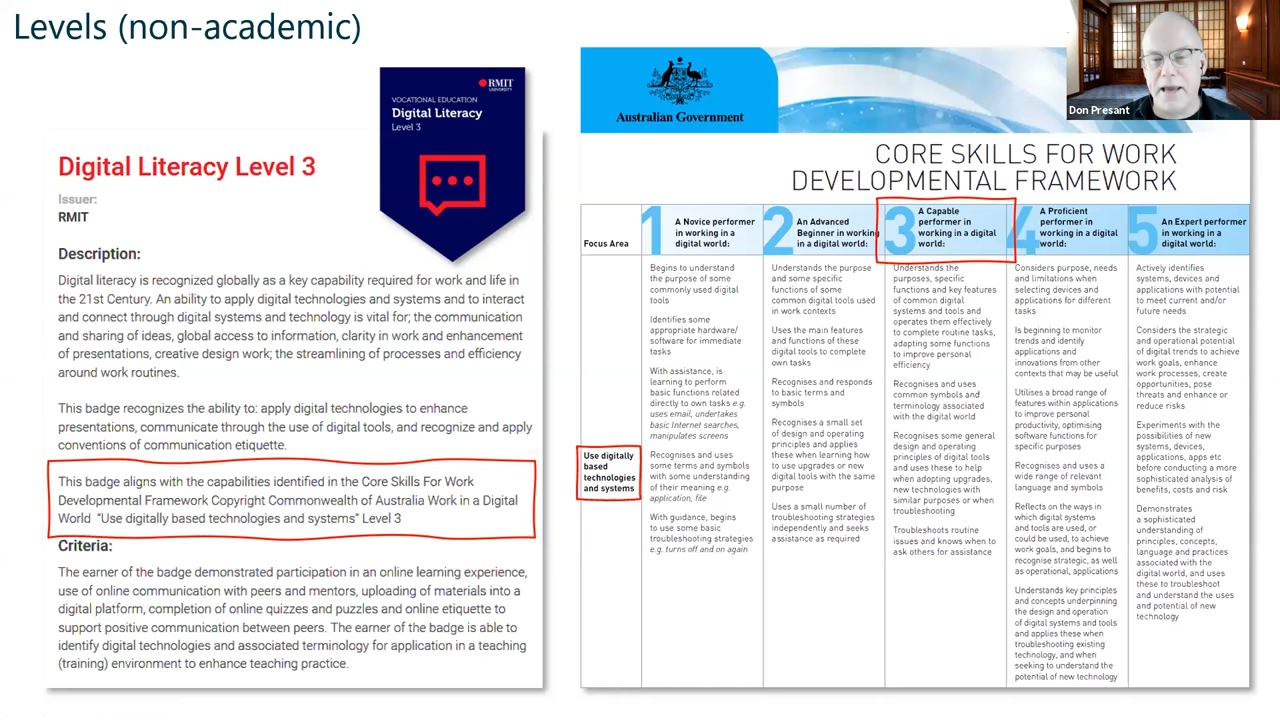 Levels (non-academic)
RMIT
UNIVERSITY
VOCATIONAL EDUCATION
Digital Literacy
Level 3
Digital Literacy Level 3
Issuer:
RMIT
Description:
Digital literacy is recognized globally as a key capability required for work and life in
the 21st Century. An ability to apply digital technologies and systems and to interact
and connect through digital systems and technology is vital for; the communication
and sharing of ideas, global access to information, clarity in work and enhancement
of presentations, creative design work; the streamlining of processes and efficiency
around work routines.
This badge recognizes the ability to: apply digital technologies to enhance
presentations, communicate through the use of digital tools, and recognize and apply
conventions of communication etiquette.
This badge aligns with the capabilities identified in the Core Skills For Work
Developmental Framework Copyright Commonwealth of Australia Work in a Digital
World "Use digitally based technologies and systems" Level 3
Criteria:
The earner of the badge demonstrated participation in an online learning experience,
use of online communication with peers and mentors, uploading of materials into a
digital platform, completion of online quizzes and puzzles and online etiquette to
support positive communication between peers. The earner of the badge is able to
identify digital technologies and associated terminology for application in a teaching
(training) environment to enhance teaching practice.
Australian Government
Don Presant
CORE SKILLS FOR WORK
DEVELOPMENTAL FRAMEWORK
Focus Area
Use digitally
based
technologies
and systems
1
A Novice performer
in working in a
digital world:
Begins to understand
the purpose of some
commonly used digital
tools
Identifies some
appropriate hardware/
software for immediate
tasks
With assistance, is
learning to perform
basic functions related
directly to own tasks e.g.
uses email, undertakes
basic Internet searches,
manipulates screens
Recognises and uses
some terms and symbols
with some understanding
of their meaning e.g.
application, file
With guidance, begins
to use some basic
troubleshooting strategies
e.g. turns off and on again
2
An Advanced
Beginner in working
in a digital world:
Understands the purpose
and some specific
functions of some
common digital tools used
in work contexts
Uses the main features
and functions of these
digital tools to complete
own tasks
Recognises and responds
to basic terms and
symbols
Recognises a small set
of design and operating
principles and applies
these when learning how
to use upgrades or new
digital tools with the same
purpose
Uses a small number of
troubleshooting strategies
independently and seeks
assistance as required
3
A Capable
performer in
working in a digital
world:
Understands the
purposes, specific
functions and key features
of common digital
systems and tools and
operates them effectively
to complete routine tasks,
adapting some functions
to improve personal
efficiency
Recognises and uses
common symbols and
terminology associated
with the digital world
Recognises some general
design and operating
principles of digital tools
and uses these to help
when adopting upgrades,
new technologies with
similar purposes or when
troubleshooting
Troubleshoots routine
issues and knows when to
ask others for assistance
4
A Proficient
performer in
working in a digital
world:
Considers purpose, needs
and limitations when
selecting devices and
applications for different
tasks
Is beginning to monitor
trends and identify
applications and
innovations from other
contexts that may be useful
Utilises a broad range of
features within applications
to improve personal
productivity, optimising
software functions for
specific purposes
Recognises and uses a
wide range of relevant
language and symbols
Reflects on the ways in
which digital systems
and tools are used, or
could be used, to achieve
work goals, and begins to
recognise strategic, as well
as operational, applications
Understands key principles
and concepts underpinning
the design and operation
of digital systems and tools
and applies these when
troubleshooting existing
technology, and when
seeking to understand the
potential of new technology
5
An Expert performer
in working in a
digital world:
Actively identifies
systems, devices and
applications with potential
to meet current and/or
future needs
Considers the strategic
and operational potential
of digital trends to achieve
work goals, enhance
work processes, create
opportunities, pose
threats and enhance or
reduce risks
Experiments with the
possibilities of new
systems, devices,
applications, apps etc
before conducting a more
sophisticated analysis of
benefits, costs and risk
Demonstrates
a sophisticated
understanding of
principles, concepts,
language and practices
associated with the
digital world, and uses
these to troubleshoot
and understand the uses
and potential of new
technology